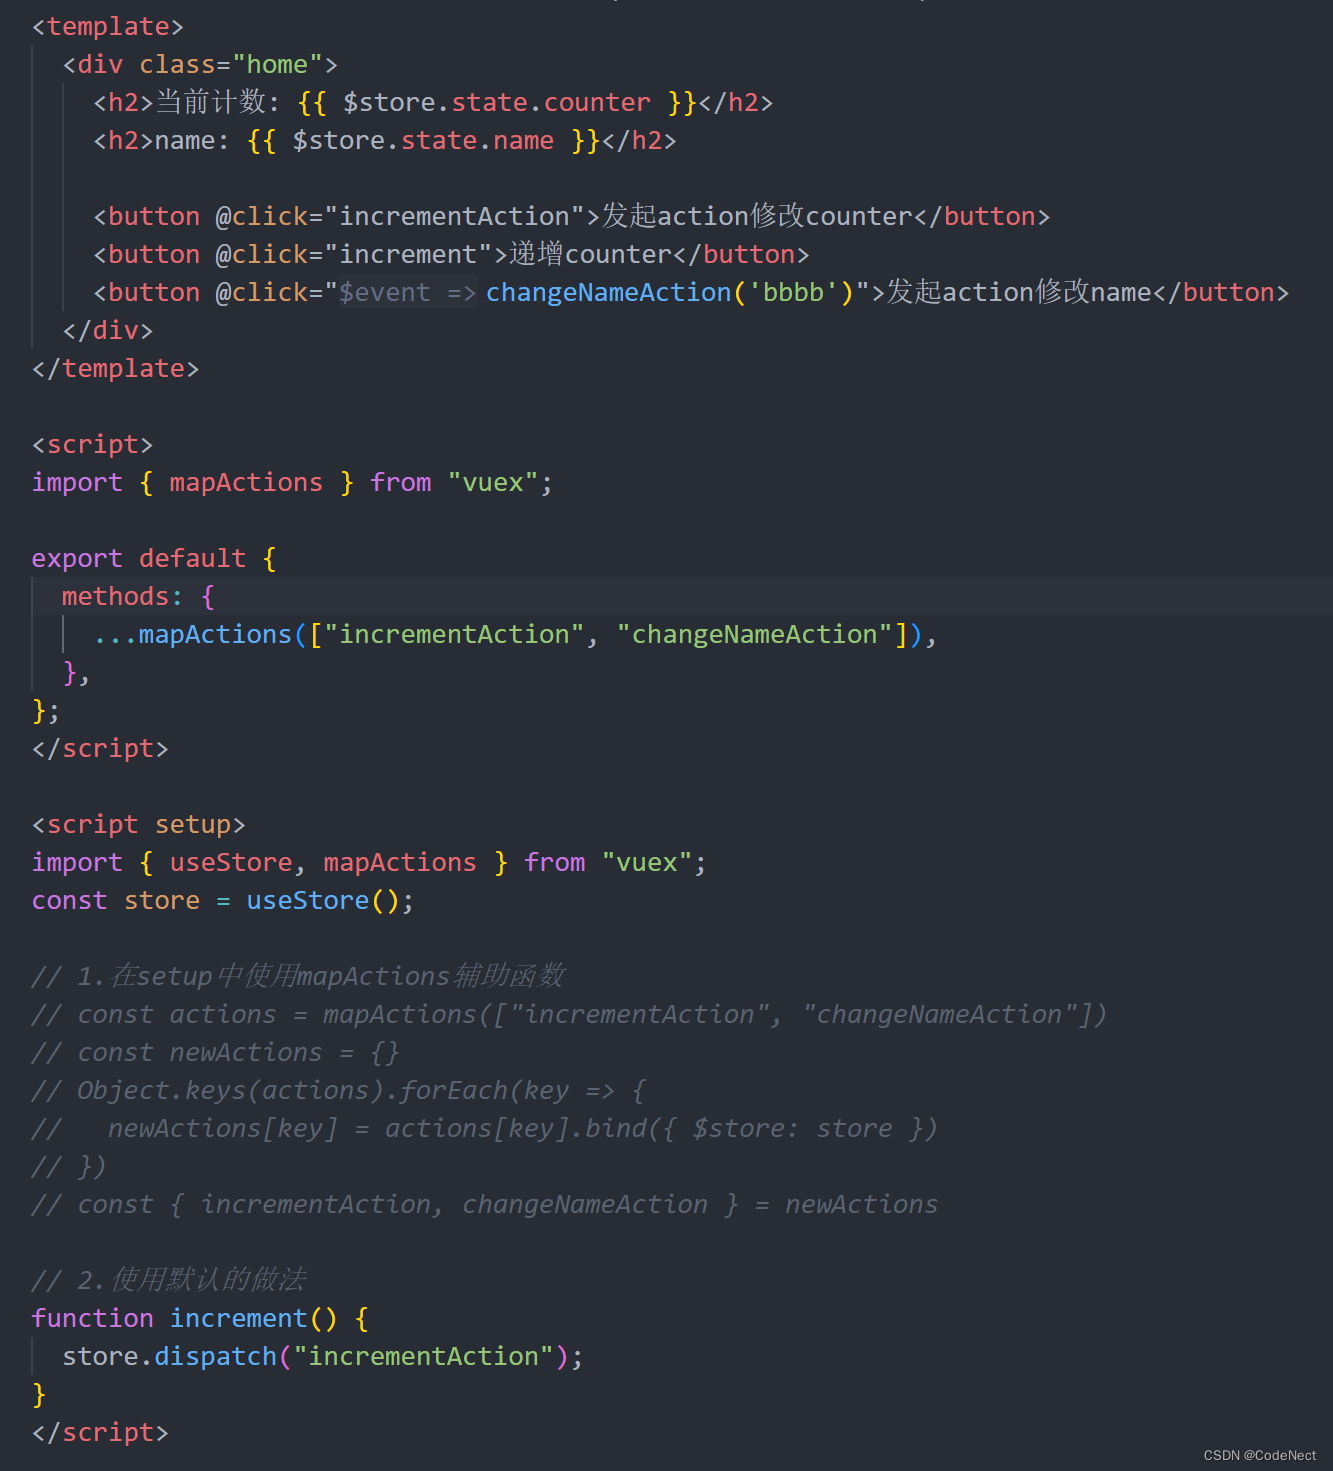 <template>
  <div class="home">
    <h2>当前计数: {{ $store.state.counter }}</h2>
    <h2>name: {{ $store.state.name }}</h2>

    <button @click="incrementAction">发起action修改counter</button>
    <button @click="increment">递增counter</button>
    <button @click="$event => changeNameAction('bbbb')">发起action修改name</button>
  </div>
</template>

<script>
import { mapActions } from "vuex";

export default {
  methods: {
    ...mapActions(["incrementAction", "changeNameAction"]),
  },
};
</script>

<script setup>
import { useStore, mapActions } from "vuex";
const store = useStore();

// 1.在setup中使用mapActions辅助函数
// const actions = mapActions(["incrementAction", "changeNameAction"])
// const newActions = {}
// Object.keys(actions).forEach(key => {
//   newActions[key] = actions[key].bind({ $store: store })
// })
// const { incrementAction, changeNameAction } = newActions

// 2.使用默认的做法
function increment() {
  store.dispatch("incrementAction");
}
</script>
CSDN @CodeNect